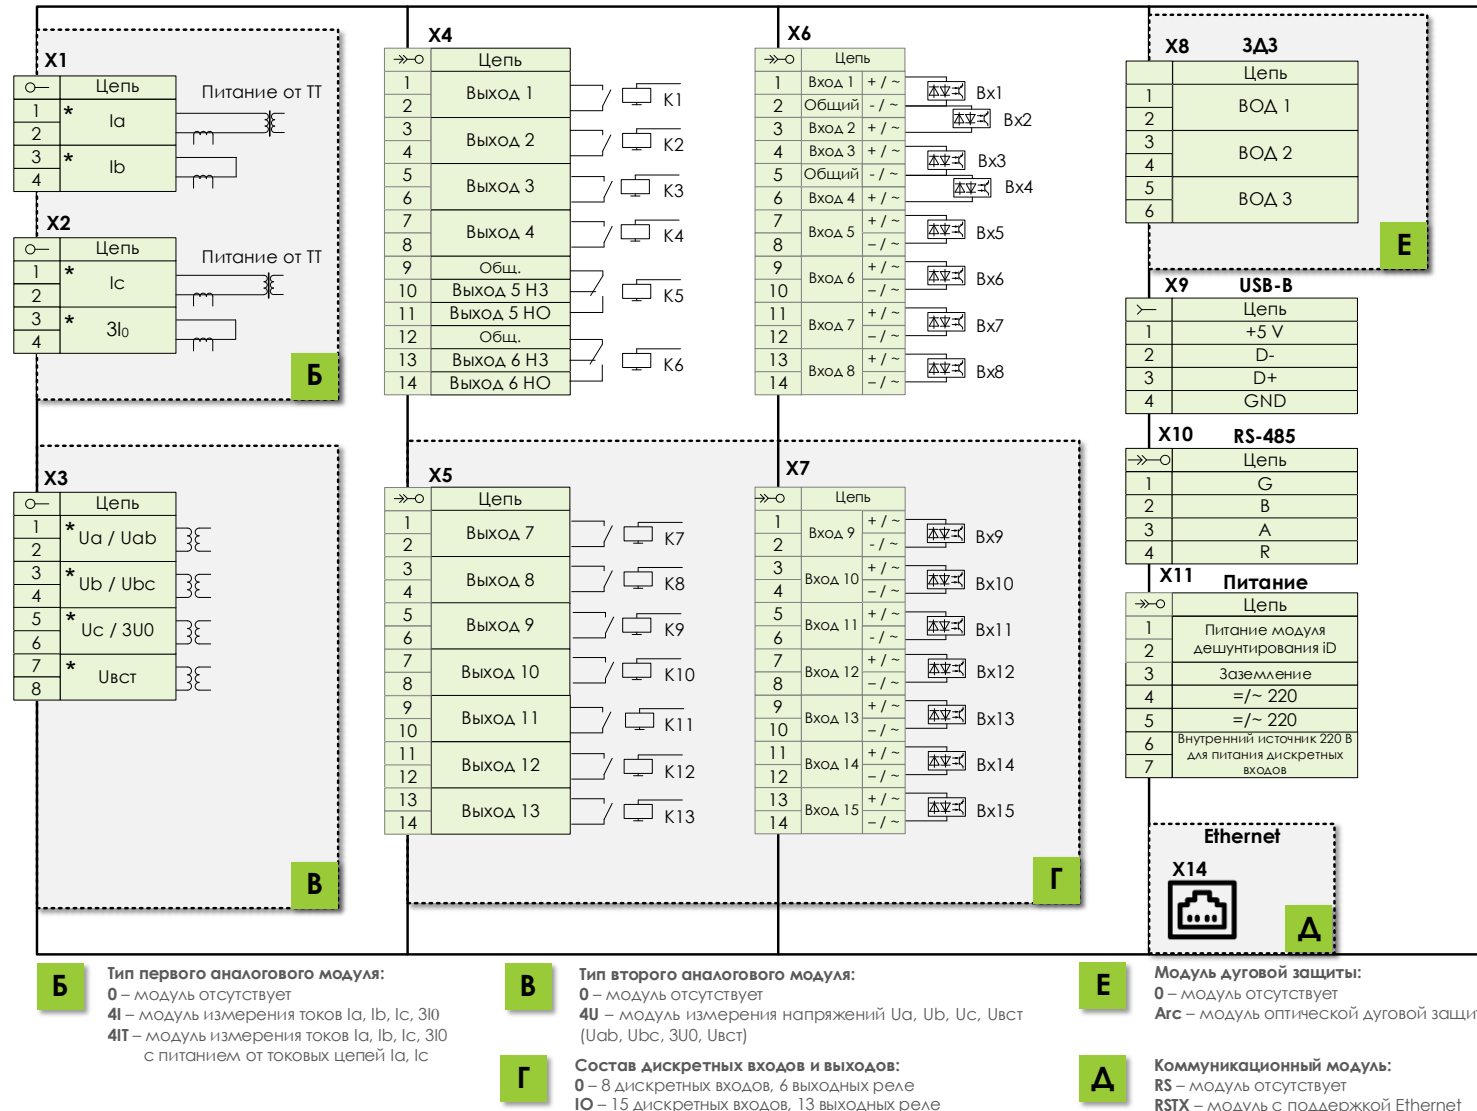 X1
Цепь
1 * Ia
2
3 * Ib
4
Питание от ТТ
X2
Цепь
1 * Ic
2
3 * 3I0
4
Питание от ТТ
Б
X3
Цепь
1 * Ua / Uab
2
3 * Ub / Ubc
4
5 * Uc / 3U0
6
7 * Uвст
8
В
X4
Цепь
1 Выход 1 K1
2
3 Выход 2 K2
4
5 Выход 3 K3
6
7 Выход 4 K4
8
9 Общ.
10 Выход 5 НЗ K5
11 Выход 5 НО
12 Общ.
13 Выход 6 НЗ K6
14 Выход 6 НО
X5
Цепь
1 Выход 7 K7
2
3 Выход 8 K8
4
5 Выход 9 K9
6
7 Выход 10 K10
8
9 Выход 11 K11
10
11 Выход 12 K12
12
13 Выход 13 K13
14
X6
Цепь
1 Вход 1 + / ~ Вх1
2 Общий - / ~ Вх2
3 Вход 2 + / ~
4 Вход 3 + / ~ Вх3
5 Общий - / ~ Вх4
6 Вход 4 + / ~
7 Вход 5 + / ~ Вх5
8 – / ~
9 Вход 6 + / ~ Вх6
10 – / ~
11 Вход 7 + / ~ Вх7
12 – / ~
13 Вход 8 + / ~ Вх8
14 – / ~
X7
Цепь
1 Вход 9 + / ~ Вх9
2 - / ~
3 Вход 10 + / ~ Вх10
4 – / ~
5 Вход 11 + / ~ Вх11
6 - / ~
7 Вход 12 + / ~ Вх12
8 – / ~
9 Вход 13 + / ~ Вх13
10 – / ~
11 Вход 14 + / ~ Вх14
12 – / ~
13 Вход 15 + / ~ Вх15
14 – / ~
Г
X8 ЗДЗ
Цепь
1 ВОД 1
2
3 ВОД 2
4
5 ВОД 3
6
Е
X9 USB-B
Цепь
1 +5 V
2 D-
3 D+
4 GND
X10 RS-485
Цепь
1 G
2 B
3 A
4 R
X11 Питание
Цепь
1 Питание модуля
2 дешунтирования iD
3 Заземление
4 =/~ 220
5 =/~ 220
6 Внутренний источник 220 В
для питания дискретных
7 входов
Ethernet
X14
Д
Б
Тип первого аналогового модуля:
0 – модуль отсутствует
4I – модуль измерения токов Ia, Ib, Ic, 3I0
4IT – модуль измерения токов Ia, Ib, Ic, 3I0
с питанием от токовых цепей Ia, Ic
В
Тип второго аналогового модуля:
0 – модуль отсутствует
4U – модуль измерения напряжений Ua, Ub, Uc, Uвст
(Uab, Ubc, 3U0, Uвст)
Г
Состав дискретных входов и выходов:
0 – 8 дискретных входов, 6 выходных реле
IO – 15 дискретных входов, 13 выходных реле
Е
Модуль дуговой защиты:
0 – модуль отсутствует
Arc – модуль оптической дуговой защит
Д
Коммуникационный модуль:
RS – модуль отсутствует
RSTX – модуль с поддержкой Ethernet